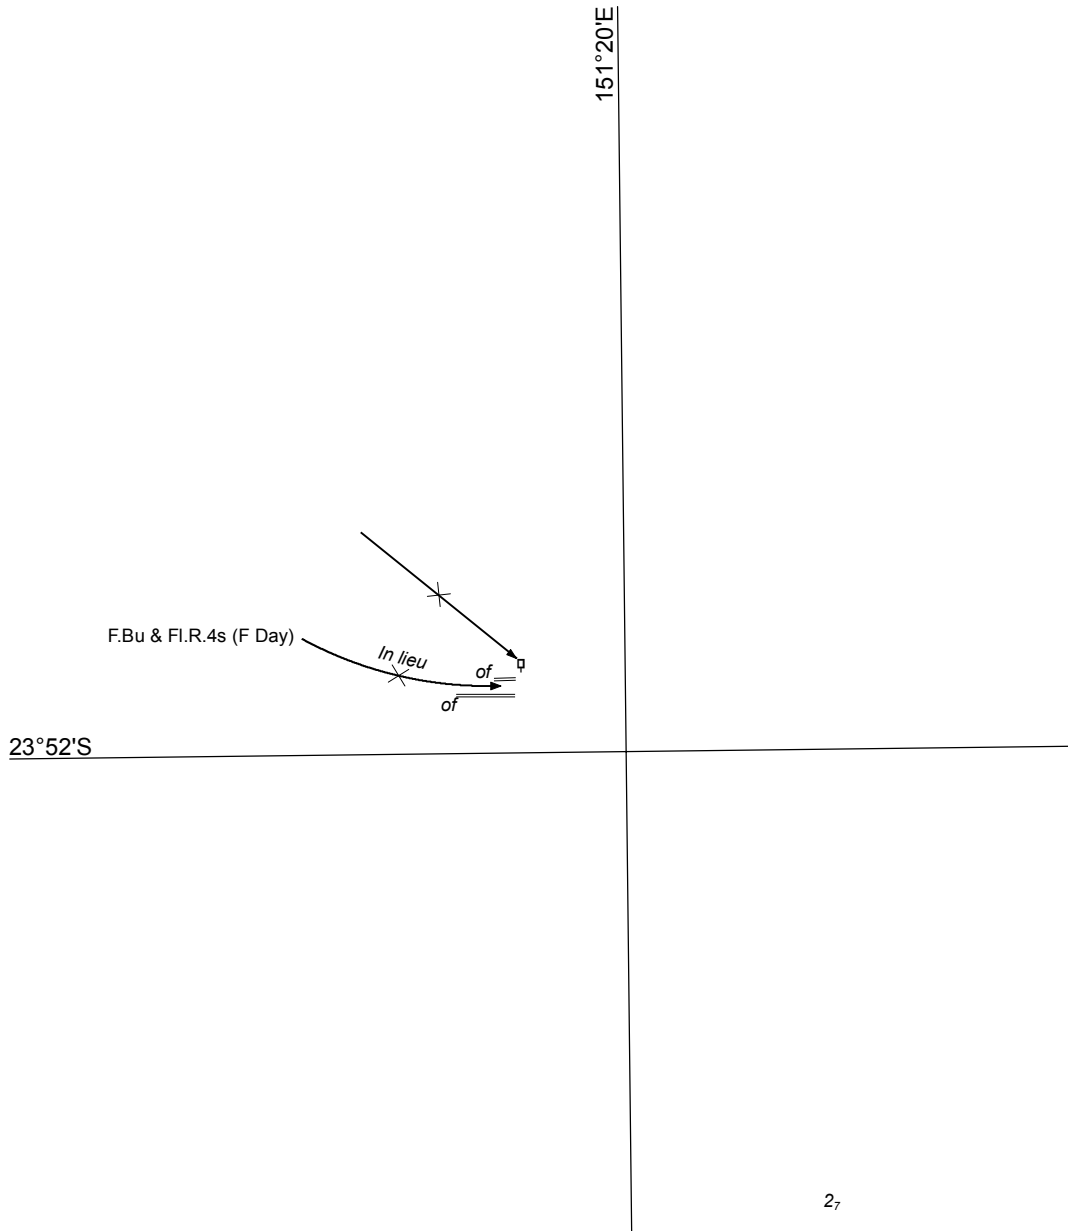 151°20'E
F.Bu & Fl.R.4s (F Day)
In lieu
of
of
23°52'S
2₇